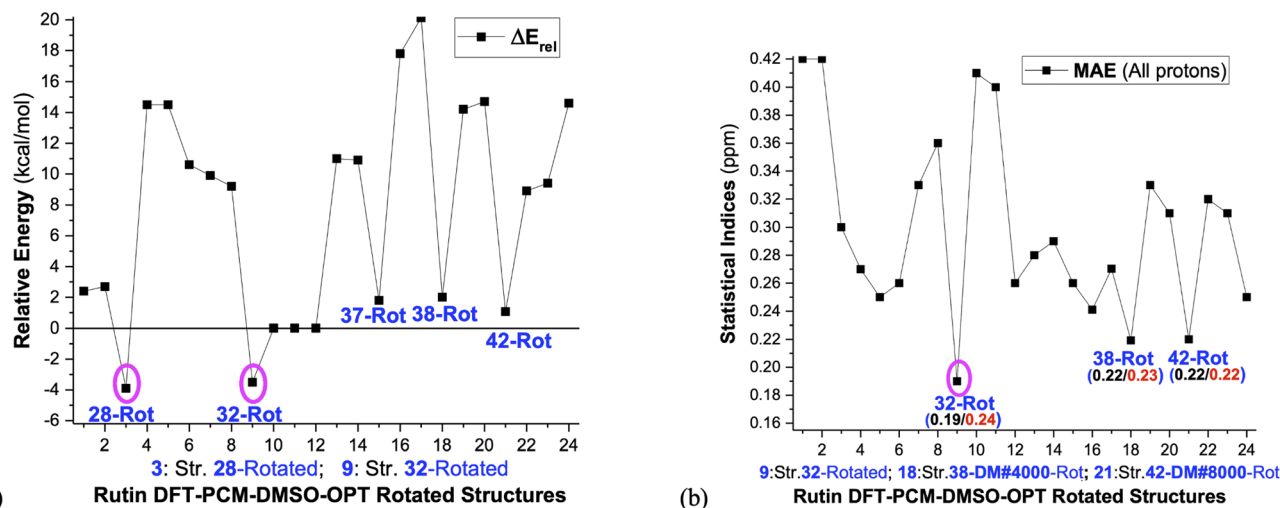 20
18
16
14
12
10
8
6
4
2
0
-2
-4
-6
Relative Energy (kcal/mol)
ΔErel
37-Rot 38-Rot
42-Rot
28-Rot
32-Rot
2 4 6 8 10 12 14 16 18 20 22 24
3: Str. 28-Rotated; 9: Str. 32-Rotated
Rutin DFT-PCM-DMSO-OPT Rotated Structures
)
0.42
0.40
0.38
0.36
0.34
0.32
0.30
0.28
0.26
0.24
0.22
0.20
0.18
0.16
Statistical Indices (ppm)
MAE (All protons)
38-Rot 42-Rot
(0.22/0.23) (0.22/0.22)
32-Rot
(0.19/0.24)
2 4 6 8 10 12 14 16 18 20 22 24
9:Str.32-Rotated; 18:Str.38-DM#4000-Rot; 21:Str.42-DM#8000-Rot
(b) Rutin DFT-PCM-DMSO-OPT Rotated Structures